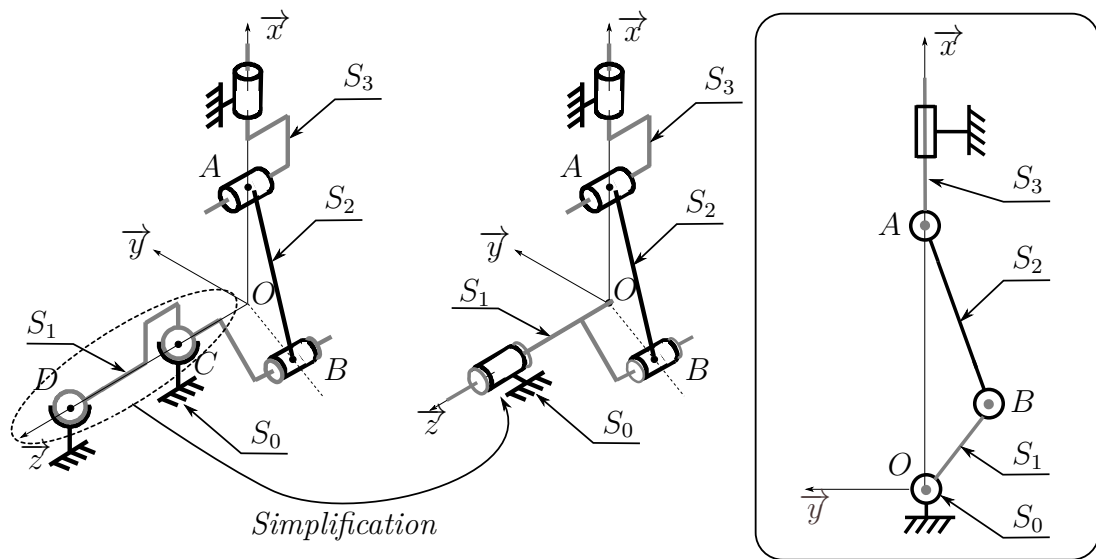 x
S₃
A
S₂
y
O
S₁
C
D
B
S₀
z
x
S₃
A
S₂
y
O
S₁
B
z
S₀
Simplification
x
S₃
A
S₂
B
O
S₁
y
S₀